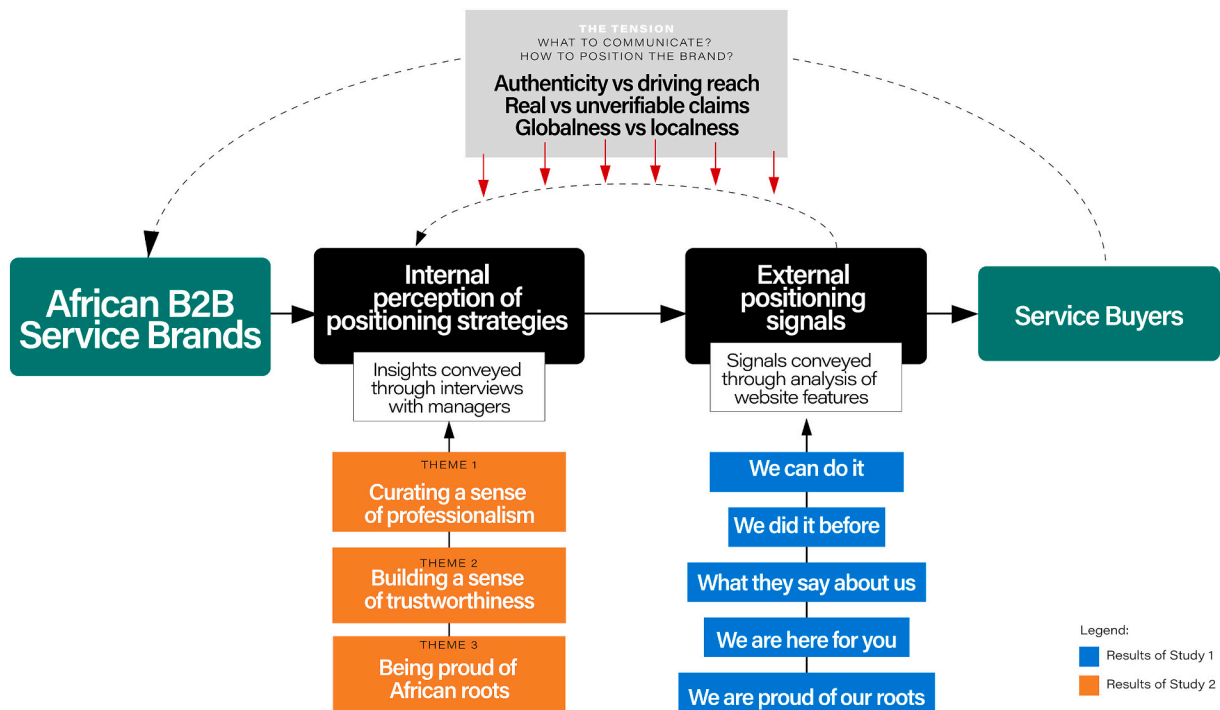 THE TENSION
WHAT TO COMMUNICATE?
HOW TO POSITION THE BRAND?
Authenticity vs driving reach
Real vs unverifiable claims
Globalness vs localness
African B2B
Service Brands
Internal
perception of
positioning strategies
Insights conveyed
through interviews
with managers
THEME 1
Curating a sense
of professionalism
THEME 2
Building a sense
of trustworthiness
THEME 3
Being proud of
African roots
External
positioning
signals
Signals conveyed
through analysis of
website features
We can do it
We did it before
What they say about us
We are here for you
We are proud of our roots
Service Buyers
Legend:
Results of Study 1
Results of Study 2